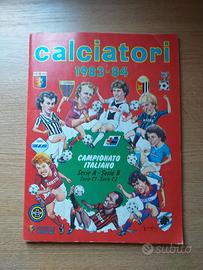 calciatori
1983-84
CAMPIONATO
ITALIANO
Serie A - Serie B
Serie C1 - Serie C2
subito